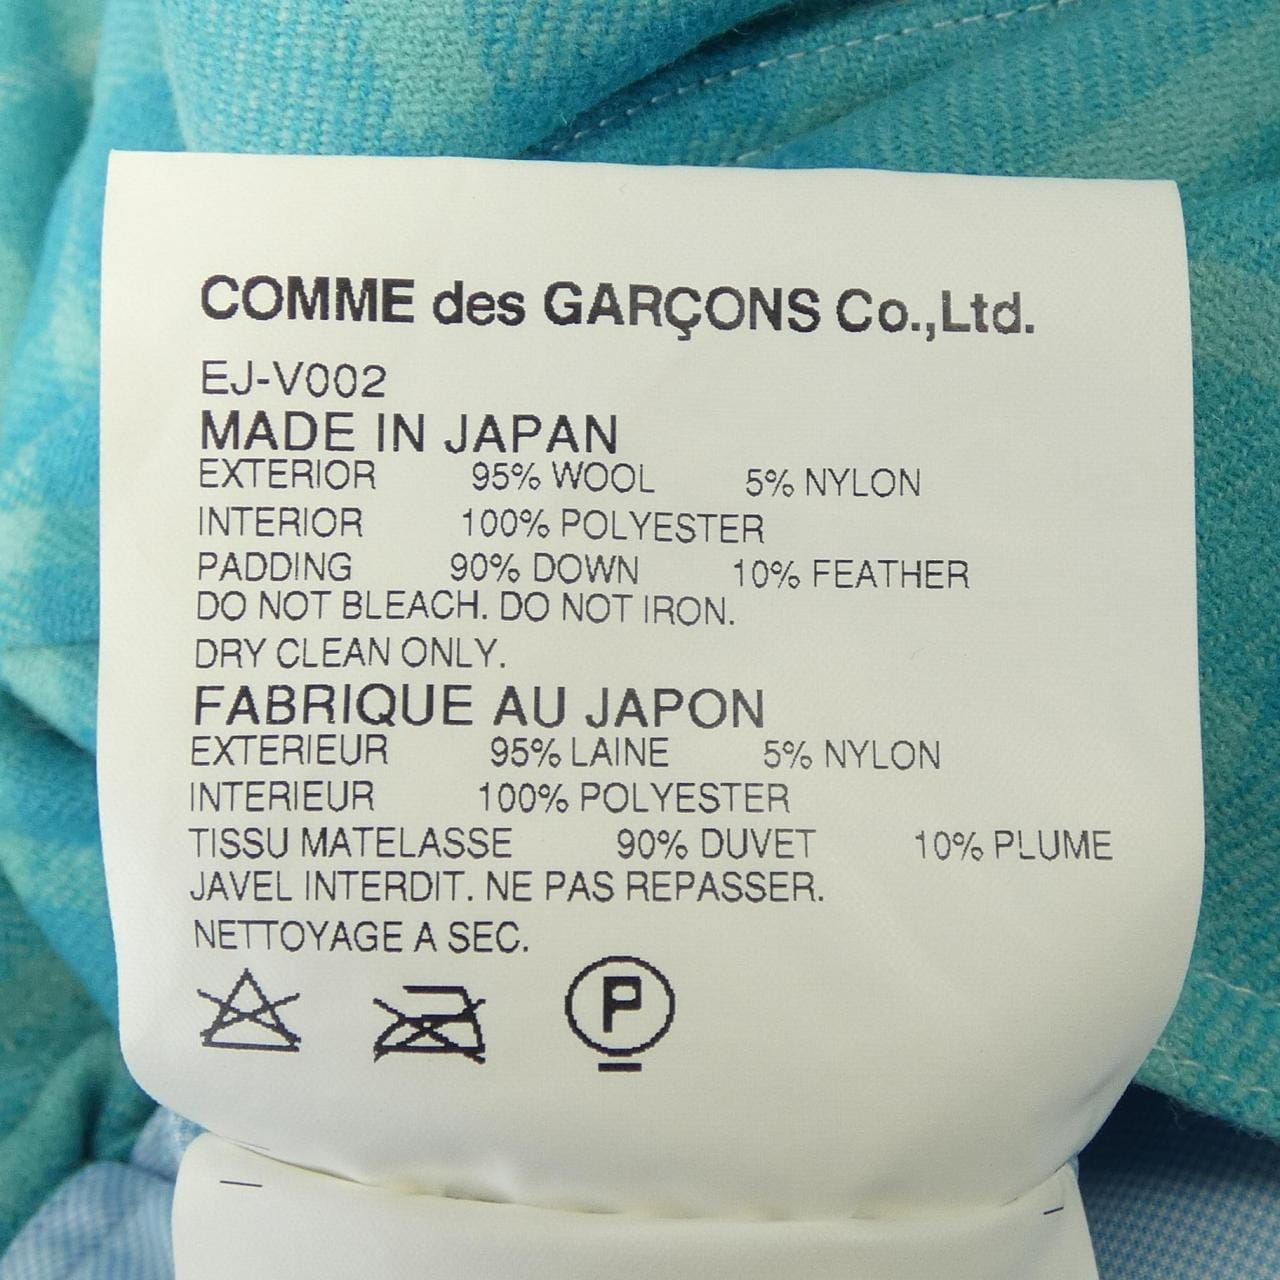 COMME des GARÇONS Co.,Ltd.
EJ-V002
MADE IN JAPAN
EXTERIOR 95% WOOL 5% NYLON
INTERIOR 100% POLYESTER
PADDING 90% DOWN 10% FEATHER
DO NOT BLEACH. DO NOT IRON.
DRY CLEAN ONLY.
FABRIQUE AU JAPON
EXTERIEUR 95% LAINE 5% NYLON
INTERIEUR 100% POLYESTER
TISSU MATELASSE 90% DUVET 10% PLUME
JAVEL INTERDIT. NE PAS REPASSER.
NETTOYAGE A SEC.
P